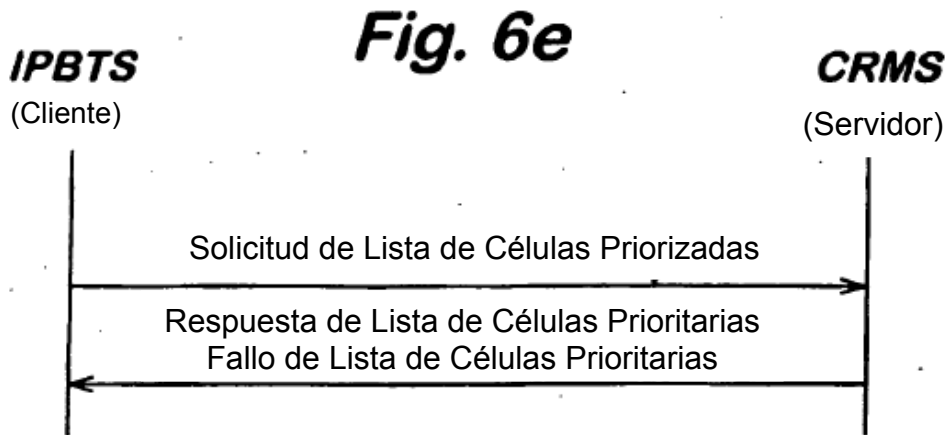 Fig. 6e
IPBTS
(Cliente)
CRMS
(Servidor)
Solicitud de Lista de Células Priorizadas
Respuesta de Lista de Células Prioritarias
Fallo de Lista de Células Prioritarias